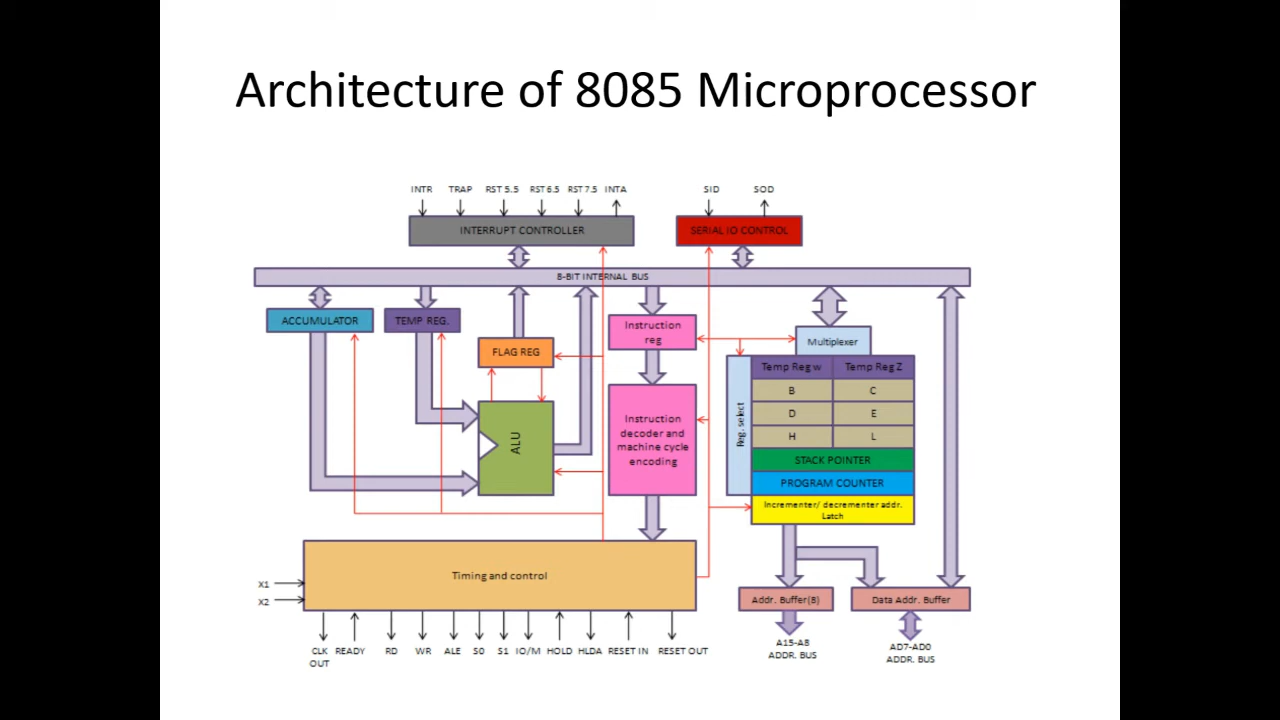 Architecture of 8085 Microprocessor
INTR TRAP RST 5.5 RST 6.5 RST 7.5 INTA SID SOD
INTERRUPT CONTROLLER
SERIAL IO CONTROL
8-BIT INTERNAL BUS
ACCUMULATOR
TEMP REG.
FLAG REG
ALU
Instruction
reg
Instruction
decoder and
machine cycle
encoding
Multiplexer
Reg. select
Temp Reg w Temp Reg Z
B C
D E
H L
STACK POINTER
PROGRAM COUNTER
Incrementer/ decrementer addr.
Latch
Timing and control
X1
X2
Addr. Buffer(8)
Data Addr. Buffer
CLK
OUT
READY RD WR ALE S0 S1 IO/M HOLD HLDA RESET IN RESET OUT
A15-A8
ADDR. BUS
AD7-AD0
ADDR. BUS